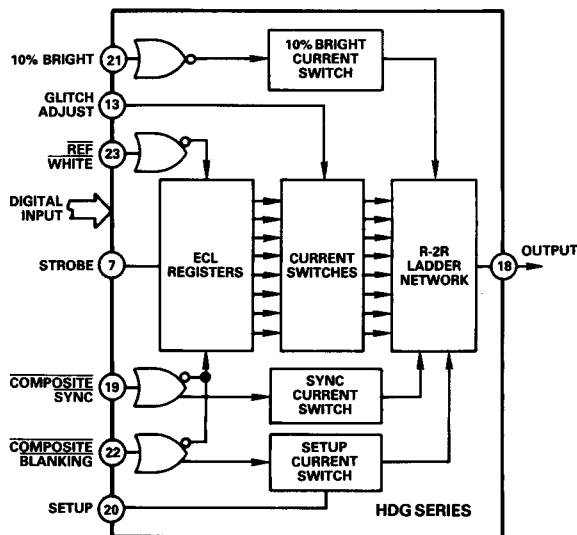 10% BRIGHT
21
10% BRIGHT
CURRENT
SWITCH
GLITCH
ADJUST
13
REF
WHITE
23
DIGITAL
INPUT
STROBE
7
ECL
REGISTERS
CURRENT
SWITCHES
R-2R
LADDER
NETWORK
18
OUTPUT
COMPOSITE
SYNC
19
SYNC
CURRENT
SWITCH
COMPOSITE
BLANKING
22
SETUP
CURRENT
SWITCH
SETUP
20
HDG SERIES